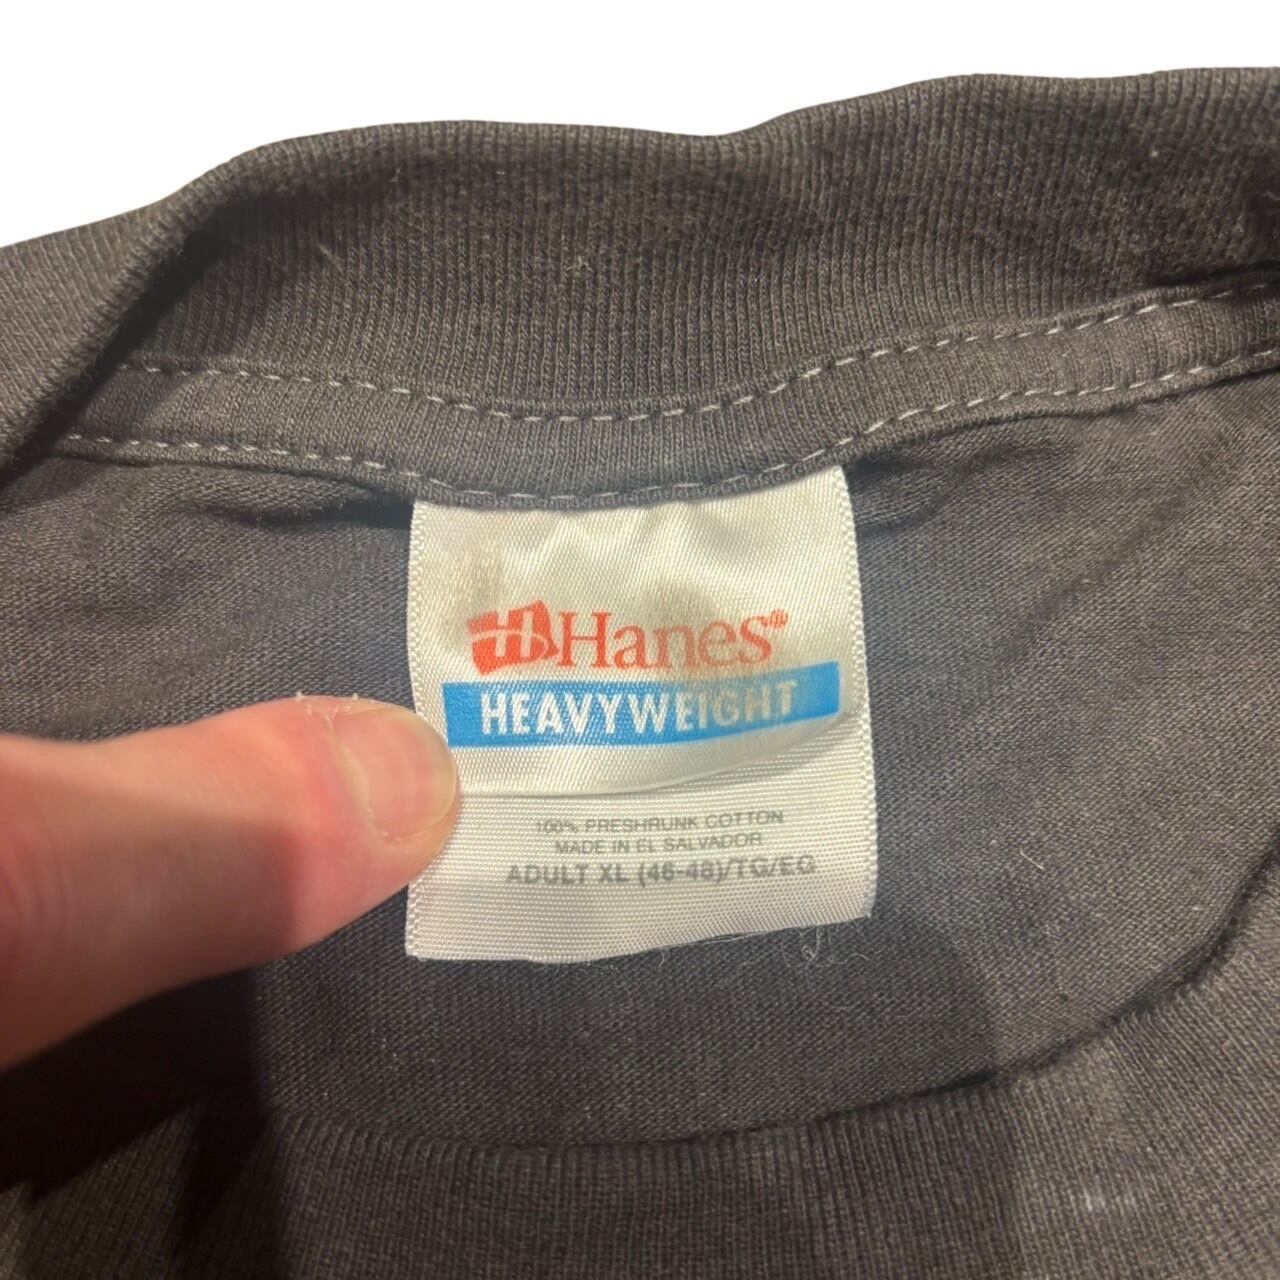 Hanes®
HEAVYWEIGHT
100% PRESHRUNK COTTON
MADE IN EL SALVADOR
ADULT XL (46-48)/TG/EG